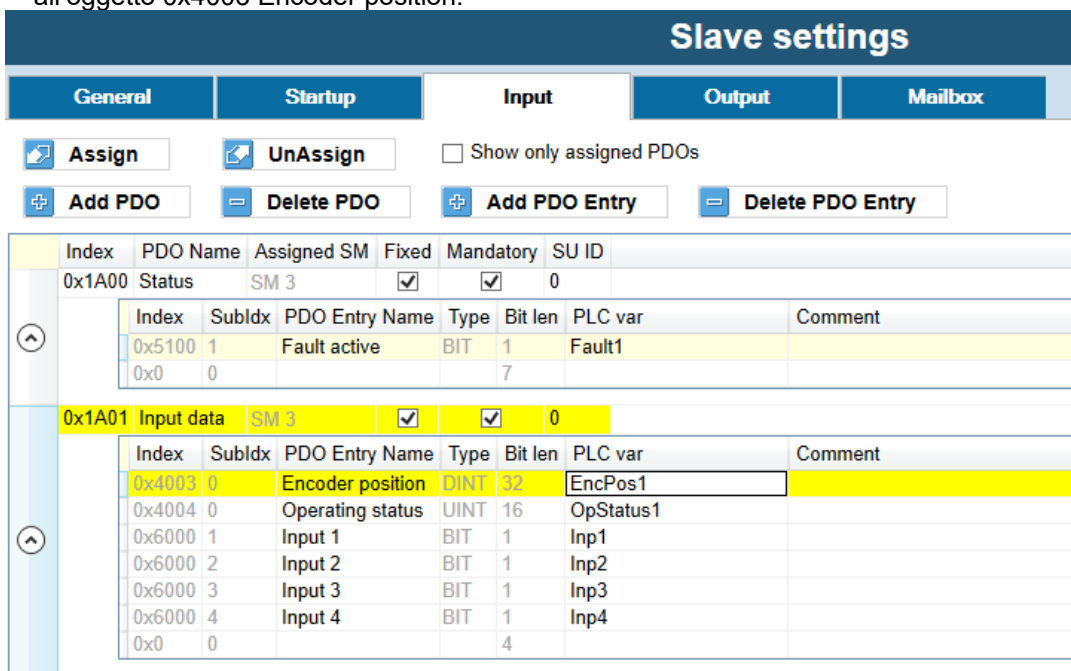 all'oggetto 0x4003 Encoder position.
Slave settings
General Startup Input Output Mailbox
Assign UnAssign Show only assigned PDOs
Add PDO Delete PDO Add PDO Entry Delete PDO Entry
Index PDO Name Assigned SM Fixed Mandatory SU ID
0x1A00 Status SM 3 0
Index SubIdx PDO Entry Name Type Bit len PLC var Comment
0x5100 1 Fault active BIT 1 Fault1
0x0 0 7
0x1A01 Input data SM 3 0
Index SubIdx PDO Entry Name Type Bit len PLC var Comment
0x4003 0 Encoder position DINT 32 EncPos1
0x4004 0 Operating status UINT 16 OpStatus1
0x6000 1 Input 1 BIT 1 Inp1
0x6000 2 Input 2 BIT 1 Inp2
0x6000 3 Input 3 BIT 1 Inp3
0x6000 4 Input 4 BIT 1 Inp4
0x0 0 4